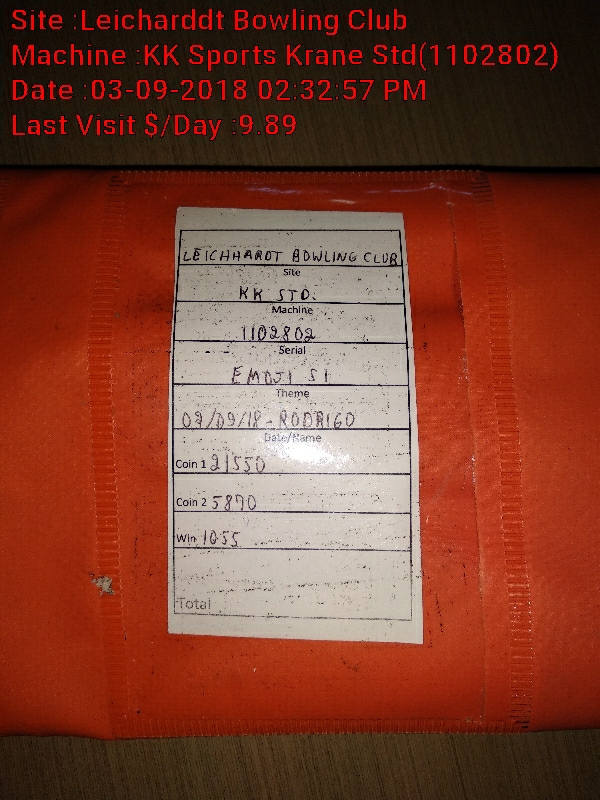 Site :Leicharddt Bowling Club
Machine :KK Sports Krane Std(1102802)
Date :03-09-2018 02:32:57 PM
Last Visit $/Day :9.89
LEICHHARDT BOWLING CLUB
Site
KK STD.
Machine
1102802
Serial
EMOJI S1
Theme
03/09/18 - RODRIGO
Date/Name
Coin 1 21550
Coin 2 5870
Win 1055
Total